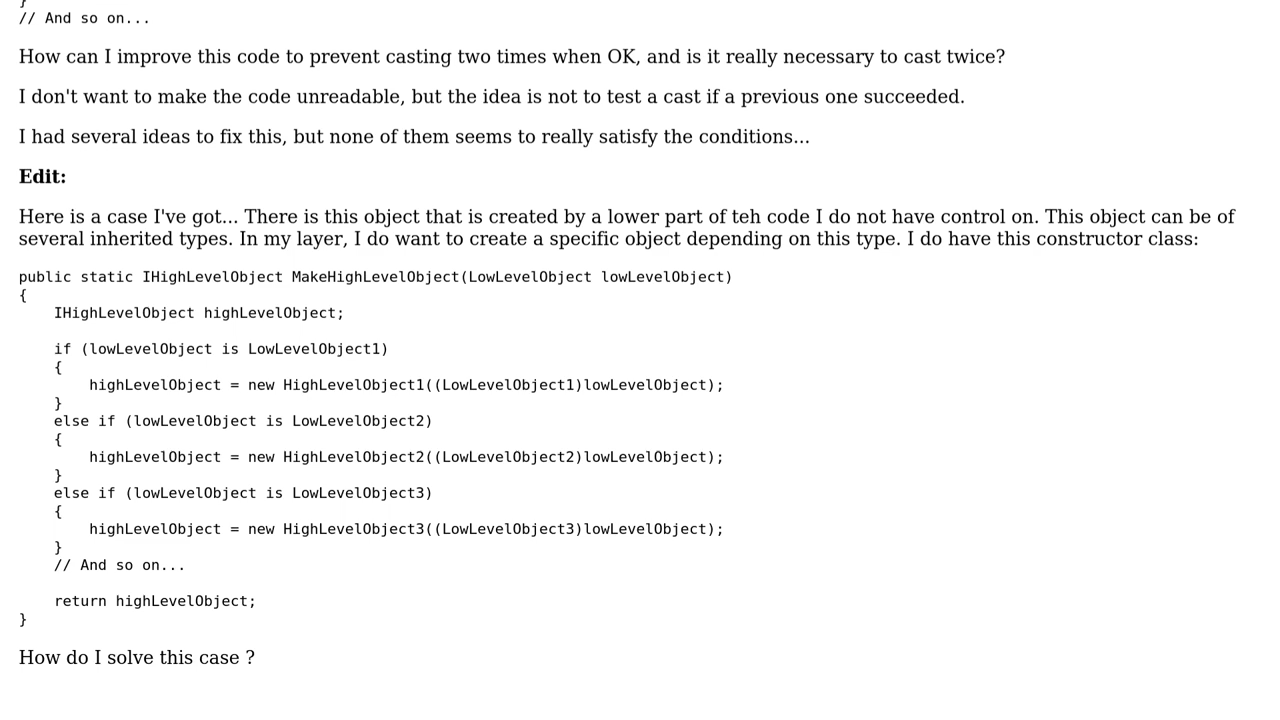 }
// And so on...
How can I improve this code to prevent casting two times when OK, and is it really necessary to cast twice?
I don't want to make the code unreadable, but the idea is not to test a cast if a previous one succeeded.
I had several ideas to fix this, but none of them seems to really satisfy the conditions...
Edit:
Here is a case I've got... There is this object that is created by a lower part of teh code I do not have control on. This object can be of
several inherited types. In my layer, I do want to create a specific object depending on this type. I do have this constructor class:
public static IHighLevelObject MakeHighLevelObject(LowLevelObject lowLevelObject)
{
    IHighLevelObject highLevelObject;
    if (lowLevelObject is LowLevelObject1)
    {
        highLevelObject = new HighLevelObject1((LowLevelObject1)lowLevelObject);
    }
    else if (lowLevelObject is LowLevelObject2)
    {
        highLevelObject = new HighLevelObject2((LowLevelObject2)lowLevelObject);
    }
    else if (lowLevelObject is LowLevelObject3)
    {
        highLevelObject = new HighLevelObject3((LowLevelObject3)lowLevelObject);
    }
    // And so on...
    return highLevelObject;
}
How do I solve this case ?